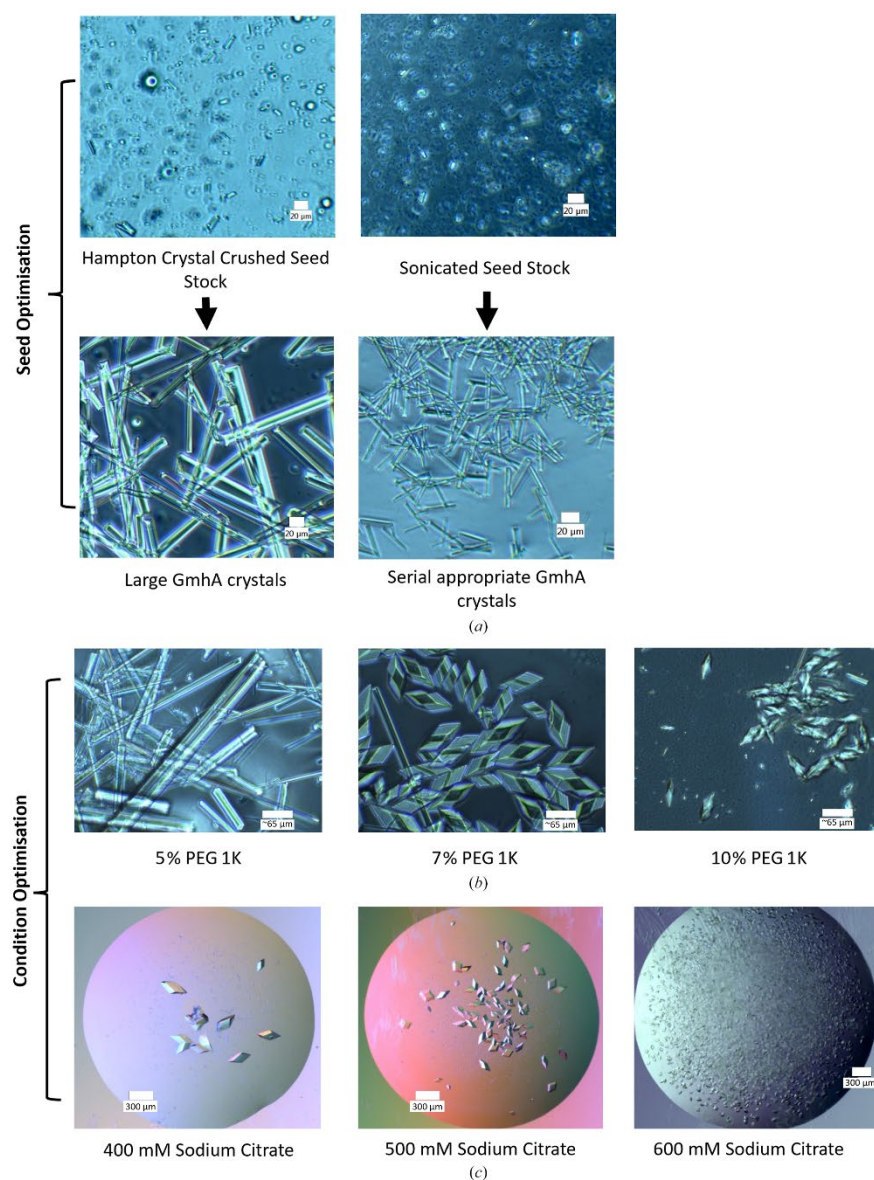 Seed Optimisation
20 µm
20 µm
Hampton Crystal Crushed Seed
Stock
Sonicated Seed Stock
20 µm
20 µm
Large GmhA crystals
Serial appropriate GmhA
crystals
(a)
Condition Optimisation
~65 µm
~65 µm
~65 µm
5% PEG 1K
7% PEG 1K
10% PEG 1K
(b)
300 µm
300 µm
300 µm
400 mM Sodium Citrate
500 mM Sodium Citrate
600 mM Sodium Citrate
(c)